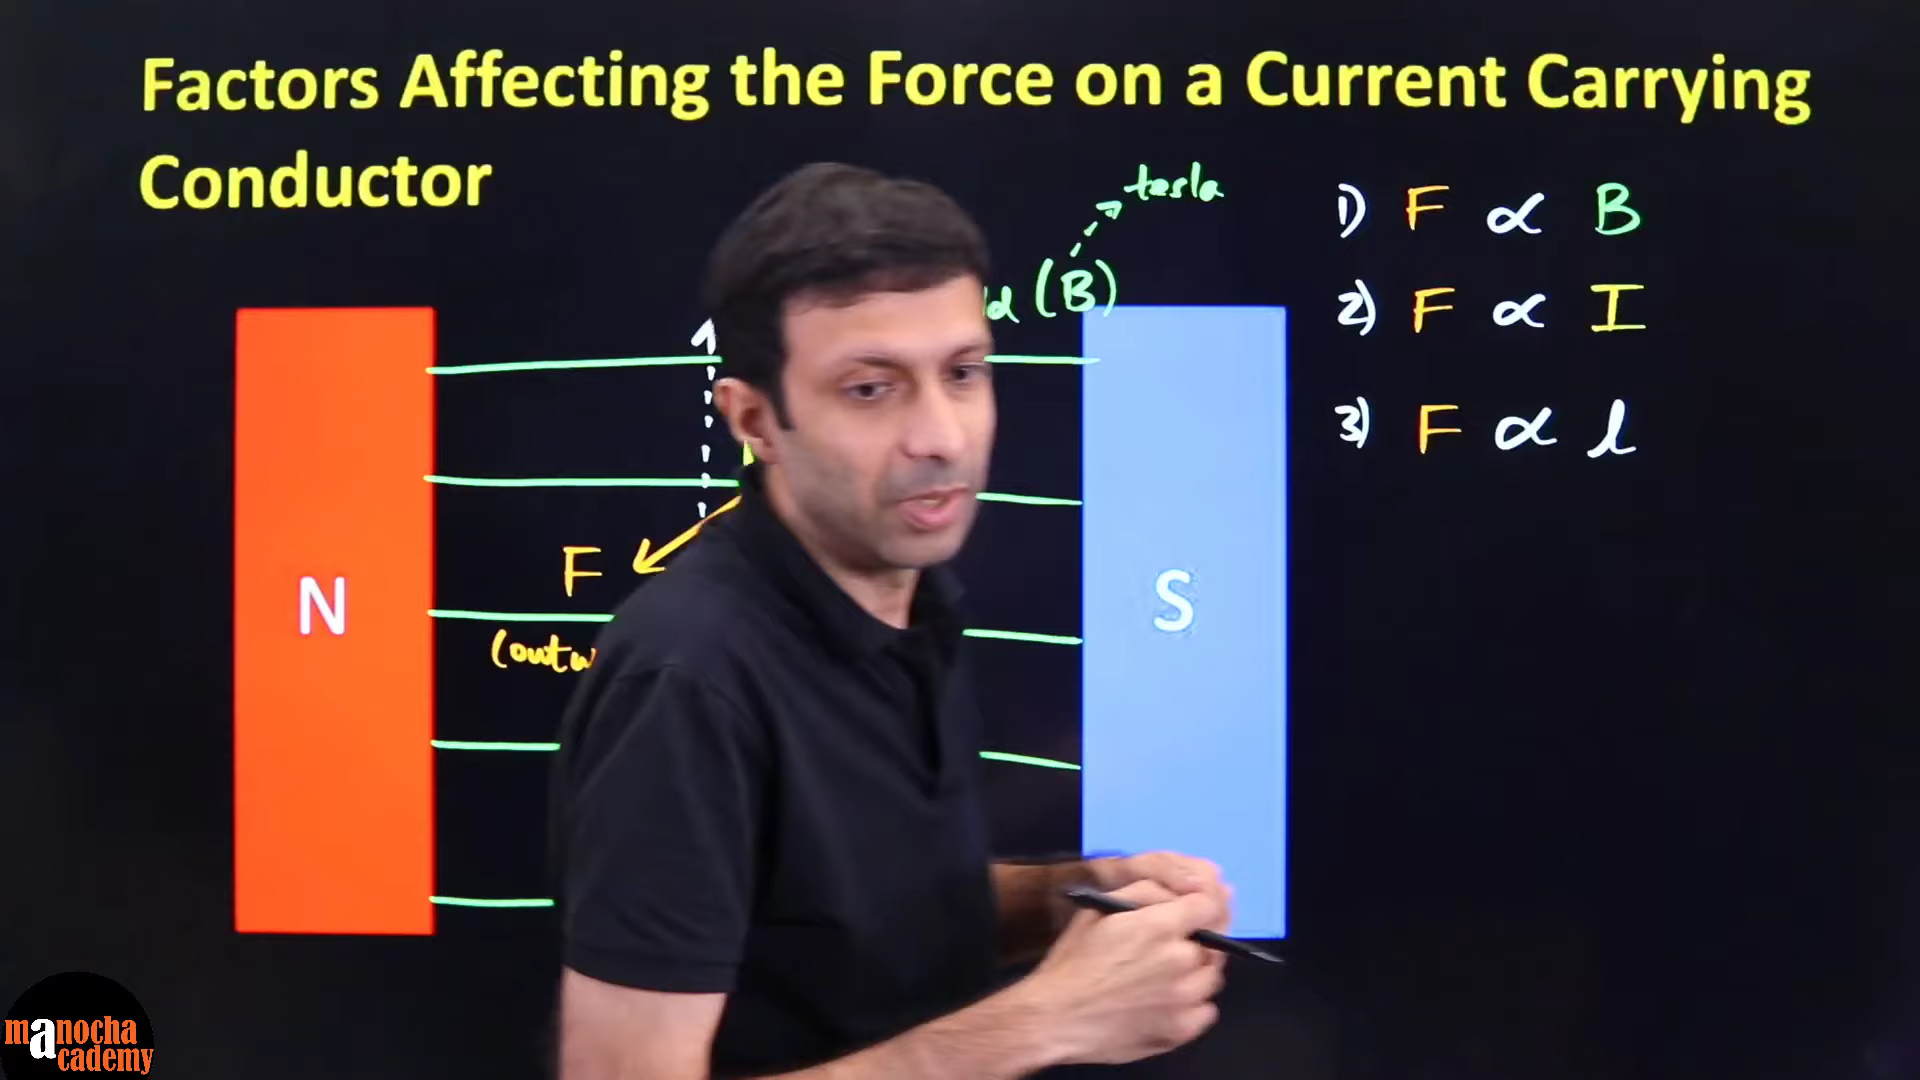 Factors Affecting the Force on a Current Carrying
Conductor
tesla
(B)
1) F ∝ B
2) F ∝ I
3) F ∝ l
N
F
S
manocha
academy